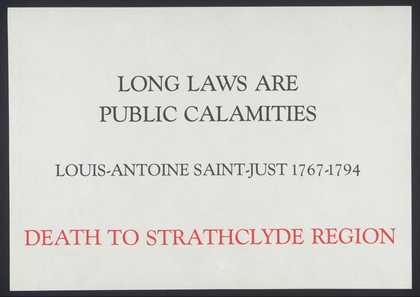 LONG LAWS ARE
PUBLIC CALAMITIES
LOUIS-ANTOINE SAINT-JUST 1767-1794
DEATH TO STRATHCLYDE REGION